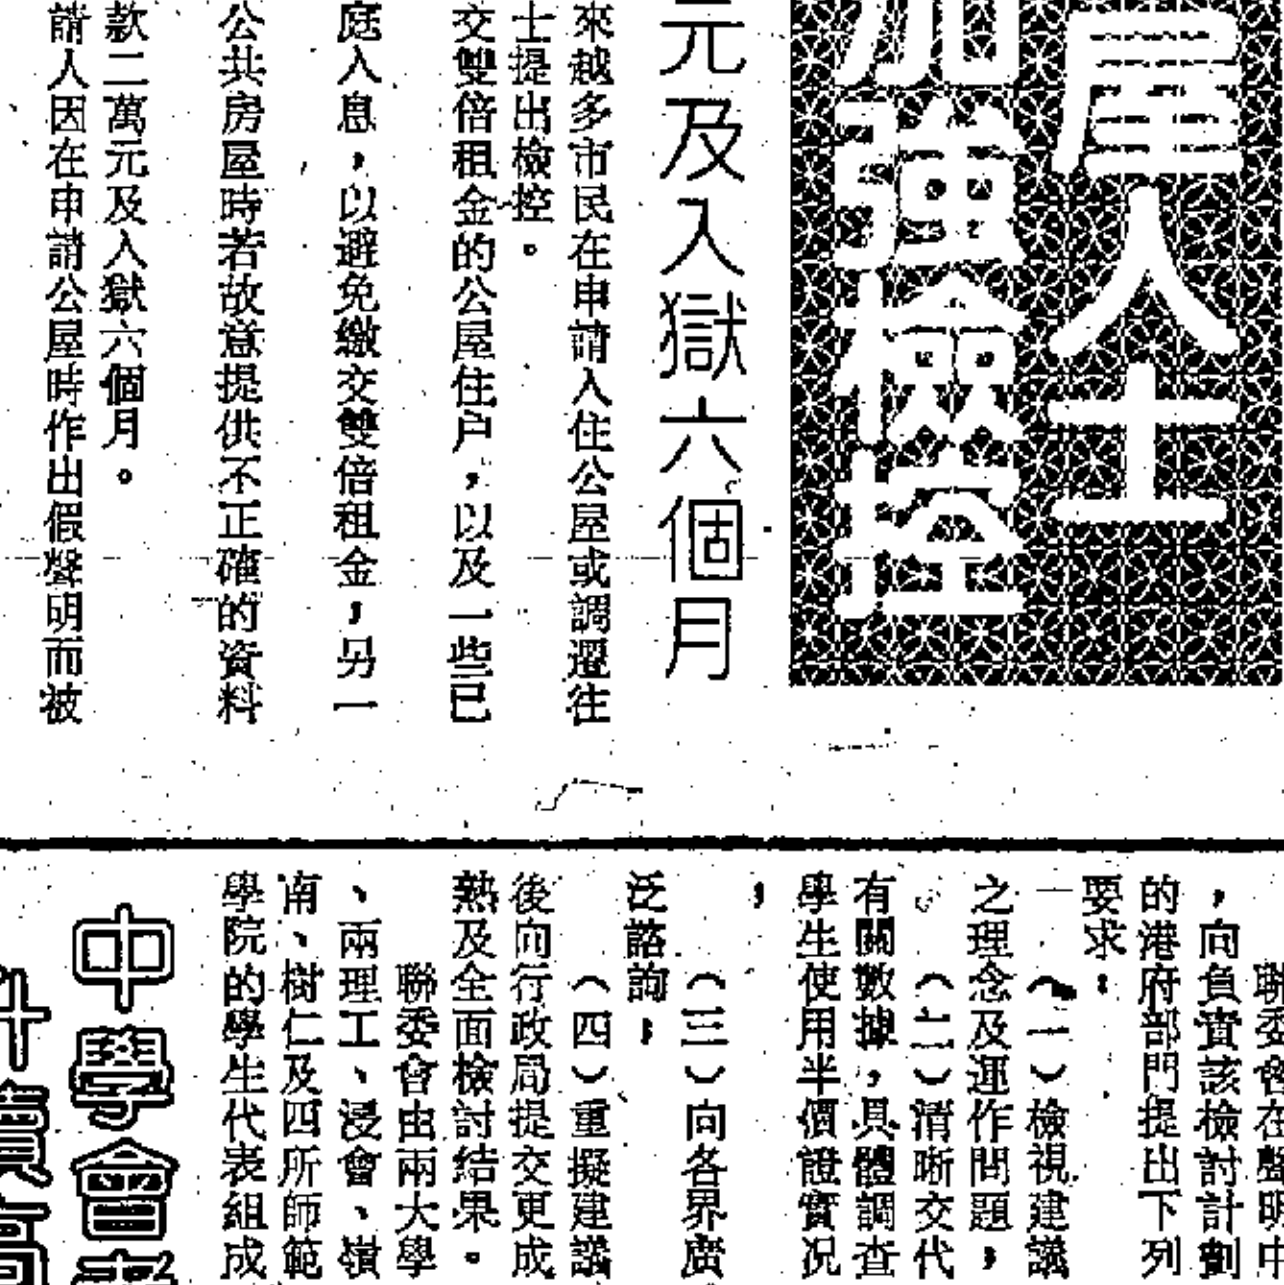 屋人士
加強檢控
元及入獄六個月
來越多市民在申請入住公屋或調遷往
士提出檢控。
交雙倍租金的公屋住户，以及一些已
庭入息，以避免繳交雙倍租金，另一
公共房屋時若故意提供不正確的資料
款二萬元及入獄六個月。
請人因在申請公屋時作出假聲明而被
聯委會在聲明中
，向負責該檢討計劃
的港府部門提出下列
要求：
（一）檢視建議
之理念及運作問題，
（二）清晰交代
有關數據，具體調查
學生使用半價證實況
；
（三）向各界廣
泛諮詢；
（四）重擬建議
後向行政局提交更成
熟及全面檢討結果。
聯委會由兩大學
、兩理工、浸會、嶺
南、樹仁及四所師範
學院的學生代表組成
中學會考